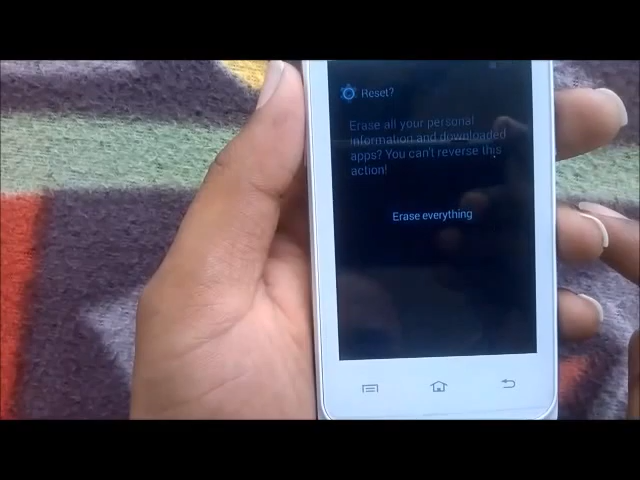 Reset?
Erase all your personal
information and downloaded
apps? You can't reverse this
action!
Erase everything